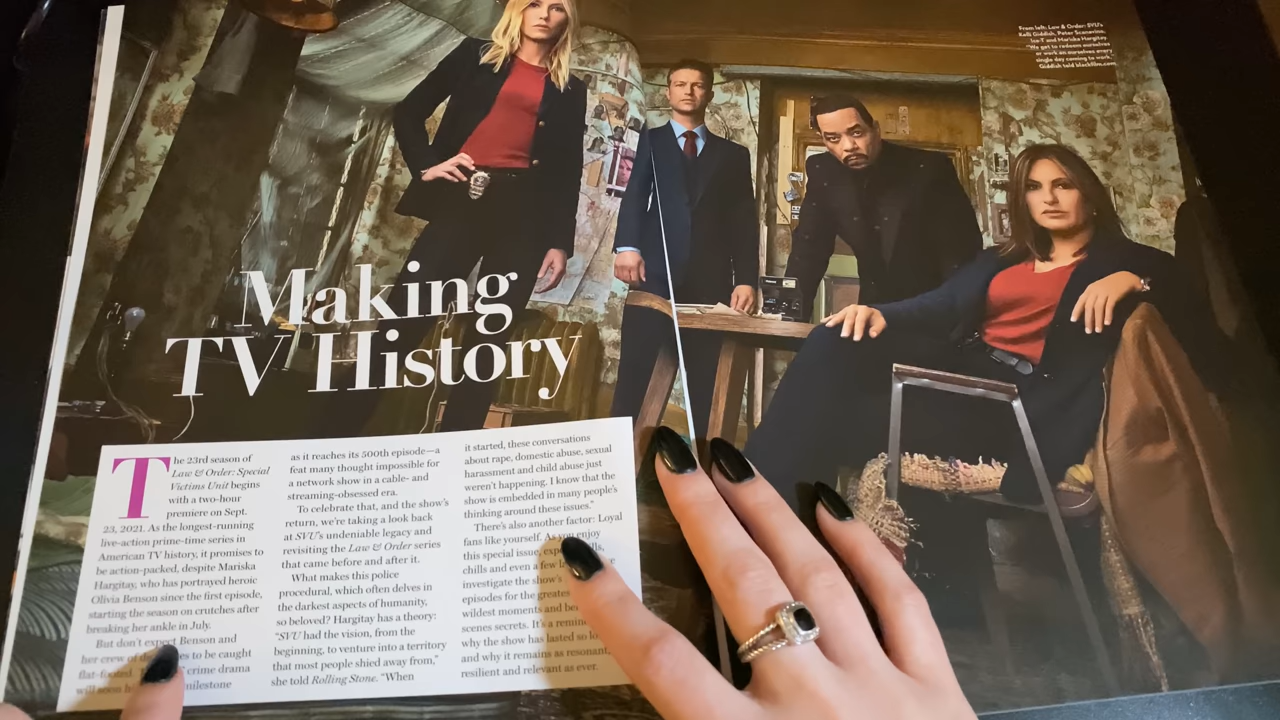 From left: Law & Order: SVU's
Kelli Giddish, Peter Scanavino,
Ice-T and Mariska Hargitay
"We get to redeem ourselves
or work on ourselves every
single day coming to work,"
Giddish told blackfilm.com
Making
TV History
The 23rd season of
Law & Order: Special
Victims Unit begins
with a two-hour
premiere on Sept.
23, 2021. As the longest-running
live-action prime-time series in
American TV history, it promises to
be action-packed, despite Mariska
Hargitay, who has portrayed heroic
Olivia Benson since the first episode,
starting the season on crutches after
breaking her ankle in July.
But don't expect Benson and
her crew of to be caught
flat-footed. crime drama
will soon milestone
as it reaches its 500th episode—a
feat many thought impossible for
a network show in a cable- and
streaming-obsessed era.
To celebrate that, and the show's
return, we're taking a look back
at SVU's undeniable legacy and
revisiting the Law & Order series
that came before and after it.
What makes this police
procedural, which often delves in
the darkest aspects of humanity,
so beloved? Hargitay has a theory:
"SVU had the vision, from the
beginning, to venture into a territory
that most people shied away from,"
she told Rolling Stone. "When
it started, these conversations
about rape, domestic abuse, sexual
harassment and child abuse just
weren't happening. I know that the
show is embedded in many people's
thinking around these issues."
There's also another factor: Loyal
fans like yourself. As you enjoy
this special issue,
chills and even a few
investigate the show's
episodes for the
wildest moments and
scenes secrets. It's a
why the show has lasted so
and why it remains as resonant,
resilient and relevant as ever.